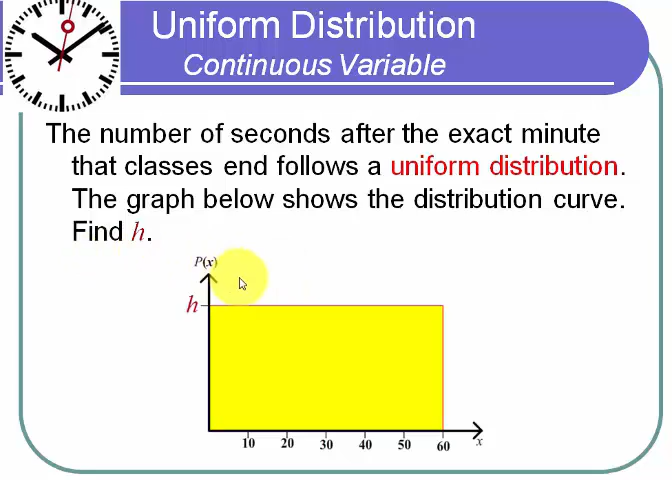 Uniform Distribution
Continuous Variable
The number of seconds after the exact minute
that classes end follows a uniform distribution.
The graph below shows the distribution curve.
Find h.
P(x)
h
10 20 30 40 50 60 x